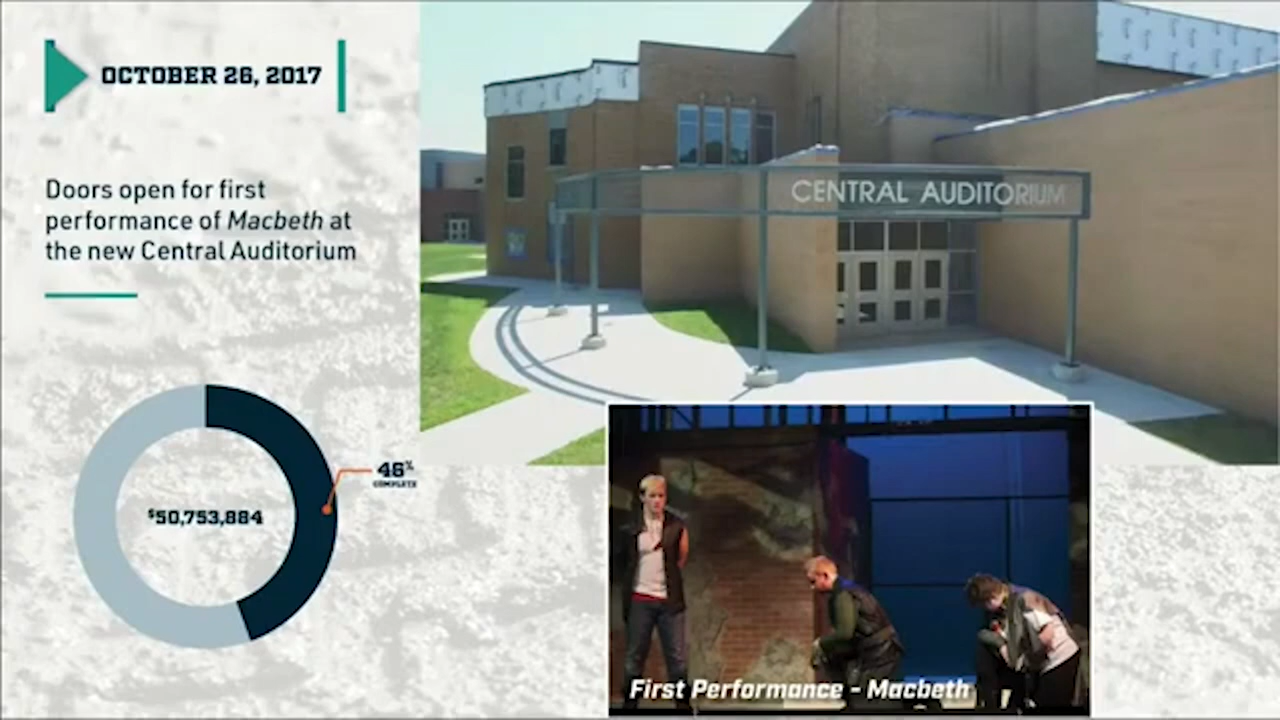 OCTOBER 26, 2017
Doors open for first
performance of Macbeth at
the new Central Auditorium
46%
COMPLETE
$50,753,884
CENTRAL AUDITORIUM
First Performance - Macbeth